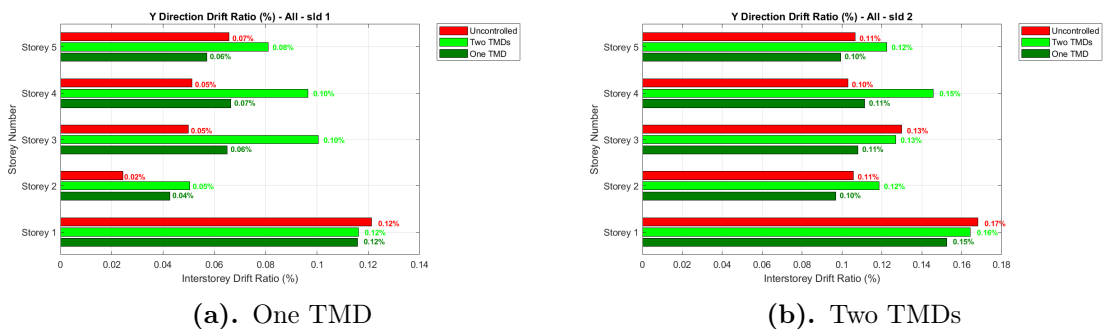 Y Direction Drift Ratio (%) - All - sld 1
Uncontrolled
Two TMDs
One TMD
Storey Number
Storey 5
0.07%
0.08%
0.06%
Storey 4
0.05%
0.10%
0.07%
Storey 3
0.05%
0.10%
0.06%
Storey 2
0.02%
0.05%
0.04%
Storey 1
0.12%
0.12%
0.12%
0 0.02 0.04 0.06 0.08 0.1 0.12 0.14
Interstorey Drift Ratio (%)
(a). One TMD
Y Direction Drift Ratio (%) - All - sld 2
Uncontrolled
Two TMDs
One TMD
Storey Number
Storey 5
0.11%
0.12%
0.10%
Storey 4
0.10%
0.15%
0.11%
Storey 3
0.13%
0.13%
0.11%
Storey 2
0.11%
0.12%
0.10%
Storey 1
0.17%
0.16%
0.15%
0 0.02 0.04 0.06 0.08 0.1 0.12 0.14 0.16 0.18
Interstorey Drift Ratio (%)
(b). Two TMDs